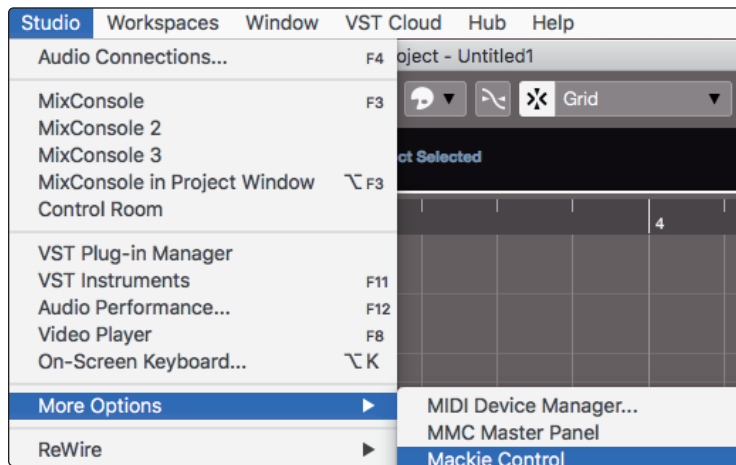 Studio Workspaces Window VST Cloud Hub Help
Audio Connections... F4
oject - Untitled1
MixConsole F3
Grid
MixConsole 2
MixConsole 3
ct Selected
MixConsole in Project Window ⌥ F3
Control Room
4
VST Plug-in Manager
VST Instruments F11
Audio Performance... F12
Video Player F8
On-Screen Keyboard... ⌥ K
More Options
MIDI Device Manager...
MMC Master Panel
ReWire
Mackie Control